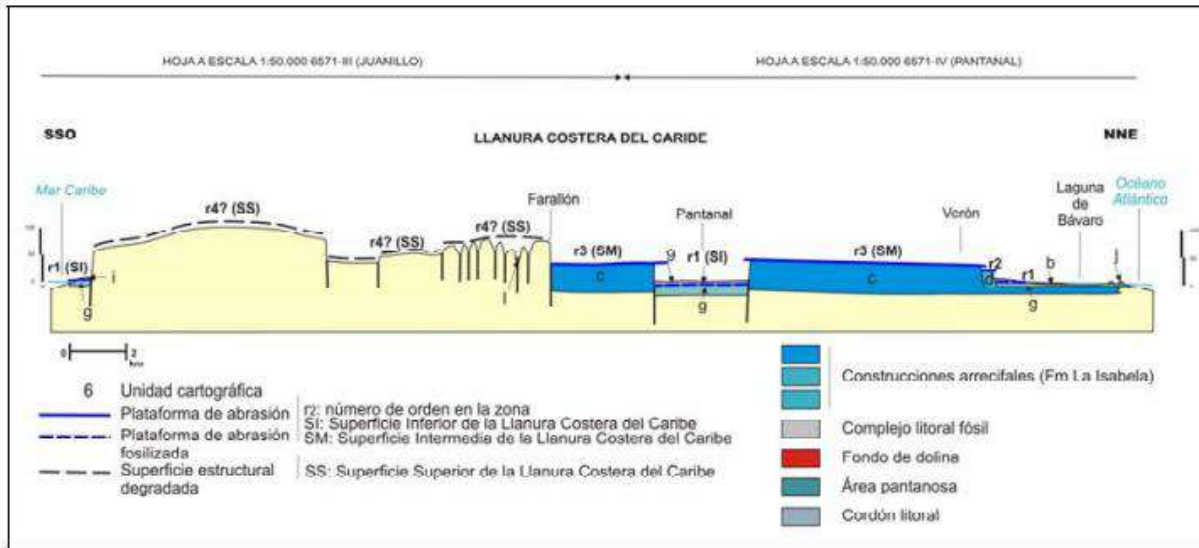 HOJA A ESCALA 1:50.000 6571-III (JUANILLO)
HOJA A ESCALA 1:50.000 6571-IV (PANTANAL)
SSO
LLANURA COSTERA DEL CARIBE
NNE
Mar Caribe
Océano
Atlántico
Laguna
de
Bávaro
r4? (SS)
Farallón
Pantanal
Verón
j
r4? (SS)
r4? (SS)
r3 (SM)
g
r1 (SI)
r3 (SM)
r2
r1 (SI)
i
c
c
d
r1
b
g
i
g
g
0
2
km
6 Unidad cartográfica
Plataforma de abrasión
Plataforma de abrasión
fosilizada
Superficie estructural
degradada
r2: número de orden en la zona
SI: Superficie Inferior de la Llanura Costera del Caribe
SM: Superficie Intermedia de la Llanura Costera del Caribe
SS: Superficie Superior de la Llanura Costera del Caribe
Construcciones arrecifales (Fm La Isabela)
Complejo litoral fósil
Fondo de dolina
Área pantanosa
Cordón litoral